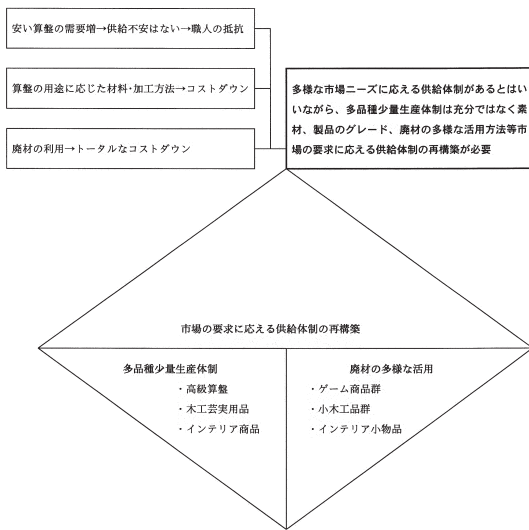 安い算盤の需要増→供給不安はない→職人の抵抗
算盤の用途に応じた材料・加工方法→コストダウン
廃材の利用→トータルなコストダウン
多様な市場ニーズに応える供給体制があるとはい
いながら、多品種少量生産体制は充分ではなく素
材、製品のグレード、廃材の多様な活用方法等市
場の要求に応える供給体制の再構築が必要
市場の要求に応える供給体制の再構築
多品種少量生産体制
・高級算盤
・木工芸実用品
・インテリア商品
廃材の多様な活用
・ゲーム商品群
・小木工品群
・インテリア小物品